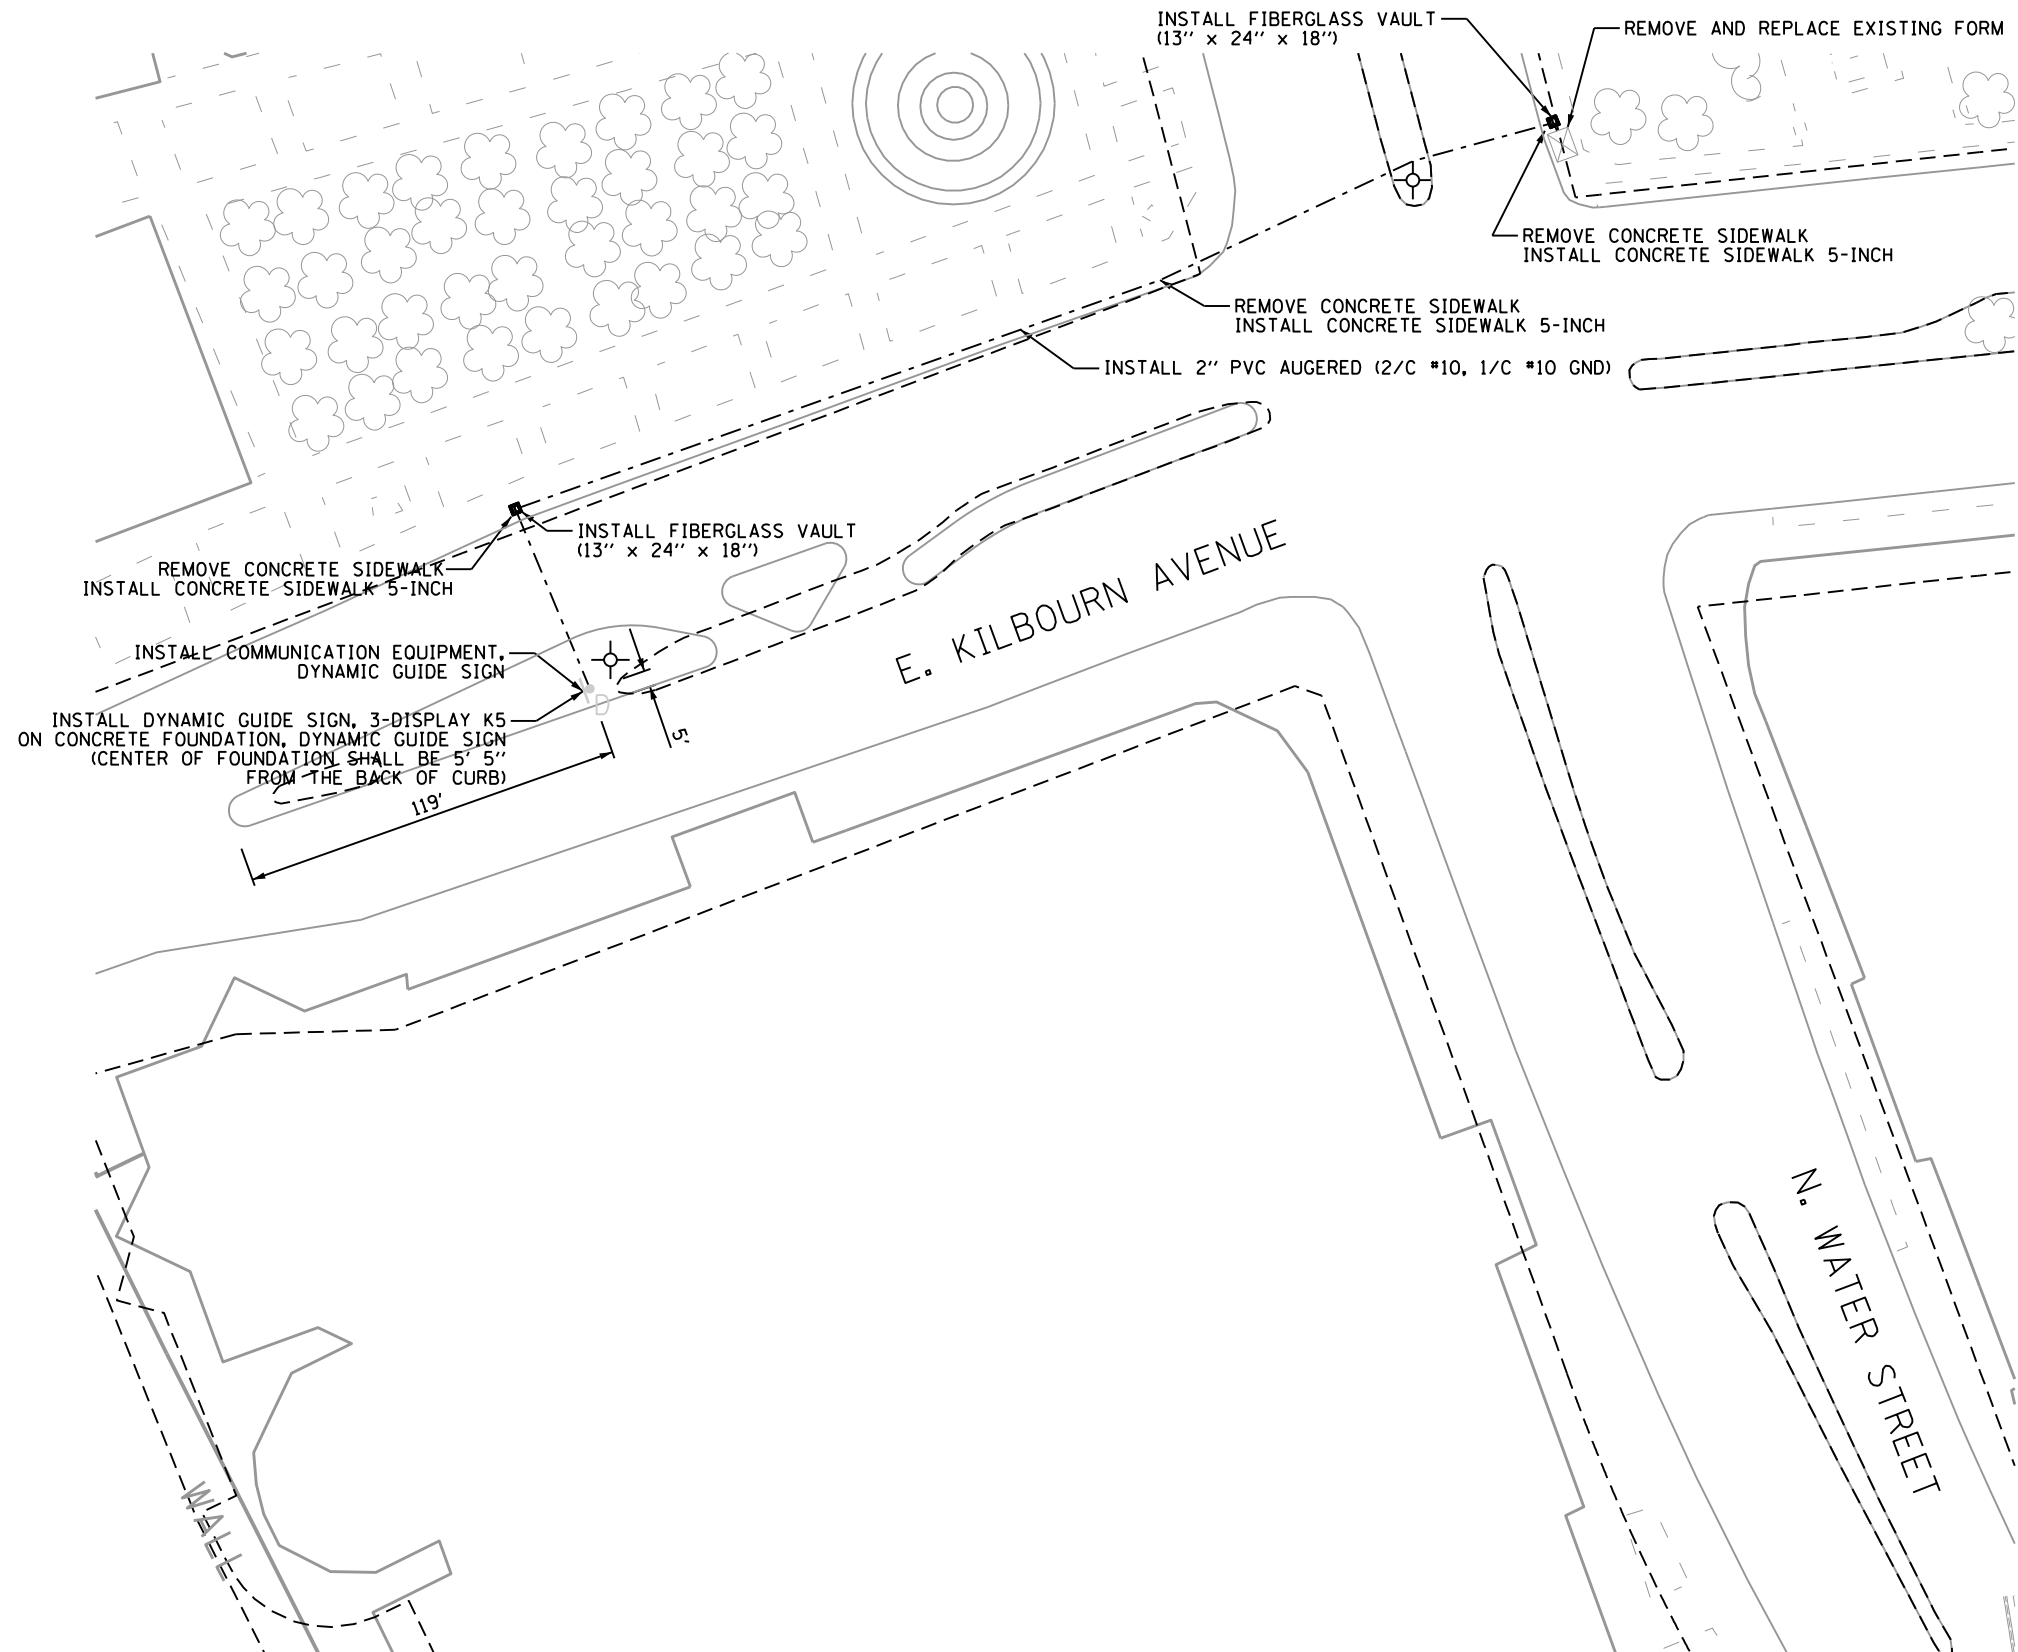 INSTALL FIBERGLASS VAULT
(13" x 24" x 18")
REMOVE AND REPLACE EXISTING FORM
REMOVE CONCRETE SIDEWALK
INSTALL CONCRETE SIDEWALK 5-INCH
REMOVE CONCRETE SIDEWALK
INSTALL CONCRETE SIDEWALK 5-INCH
INSTALL 2" PVC AUGERED (2/C #10, 1/C #10 GND)
INSTALL FIBERGLASS VAULT
(13" x 24" x 18")
REMOVE CONCRETE SIDEWALK
INSTALL CONCRETE SIDEWALK 5-INCH
E. KILBOURN AVENUE
INSTALL COMMUNICATION EQUIPMENT,
DYNAMIC GUIDE SIGN
D
INSTALL DYNAMIC GUIDE SIGN, 3-DISPLAY K5
ON CONCRETE FOUNDATION, DYNAMIC GUIDE SIGN
(CENTER OF FOUNDATION SHALL BE 5' 5"
FROM THE BACK OF CURB)
5'
119'
N. WATER STREET
WALL